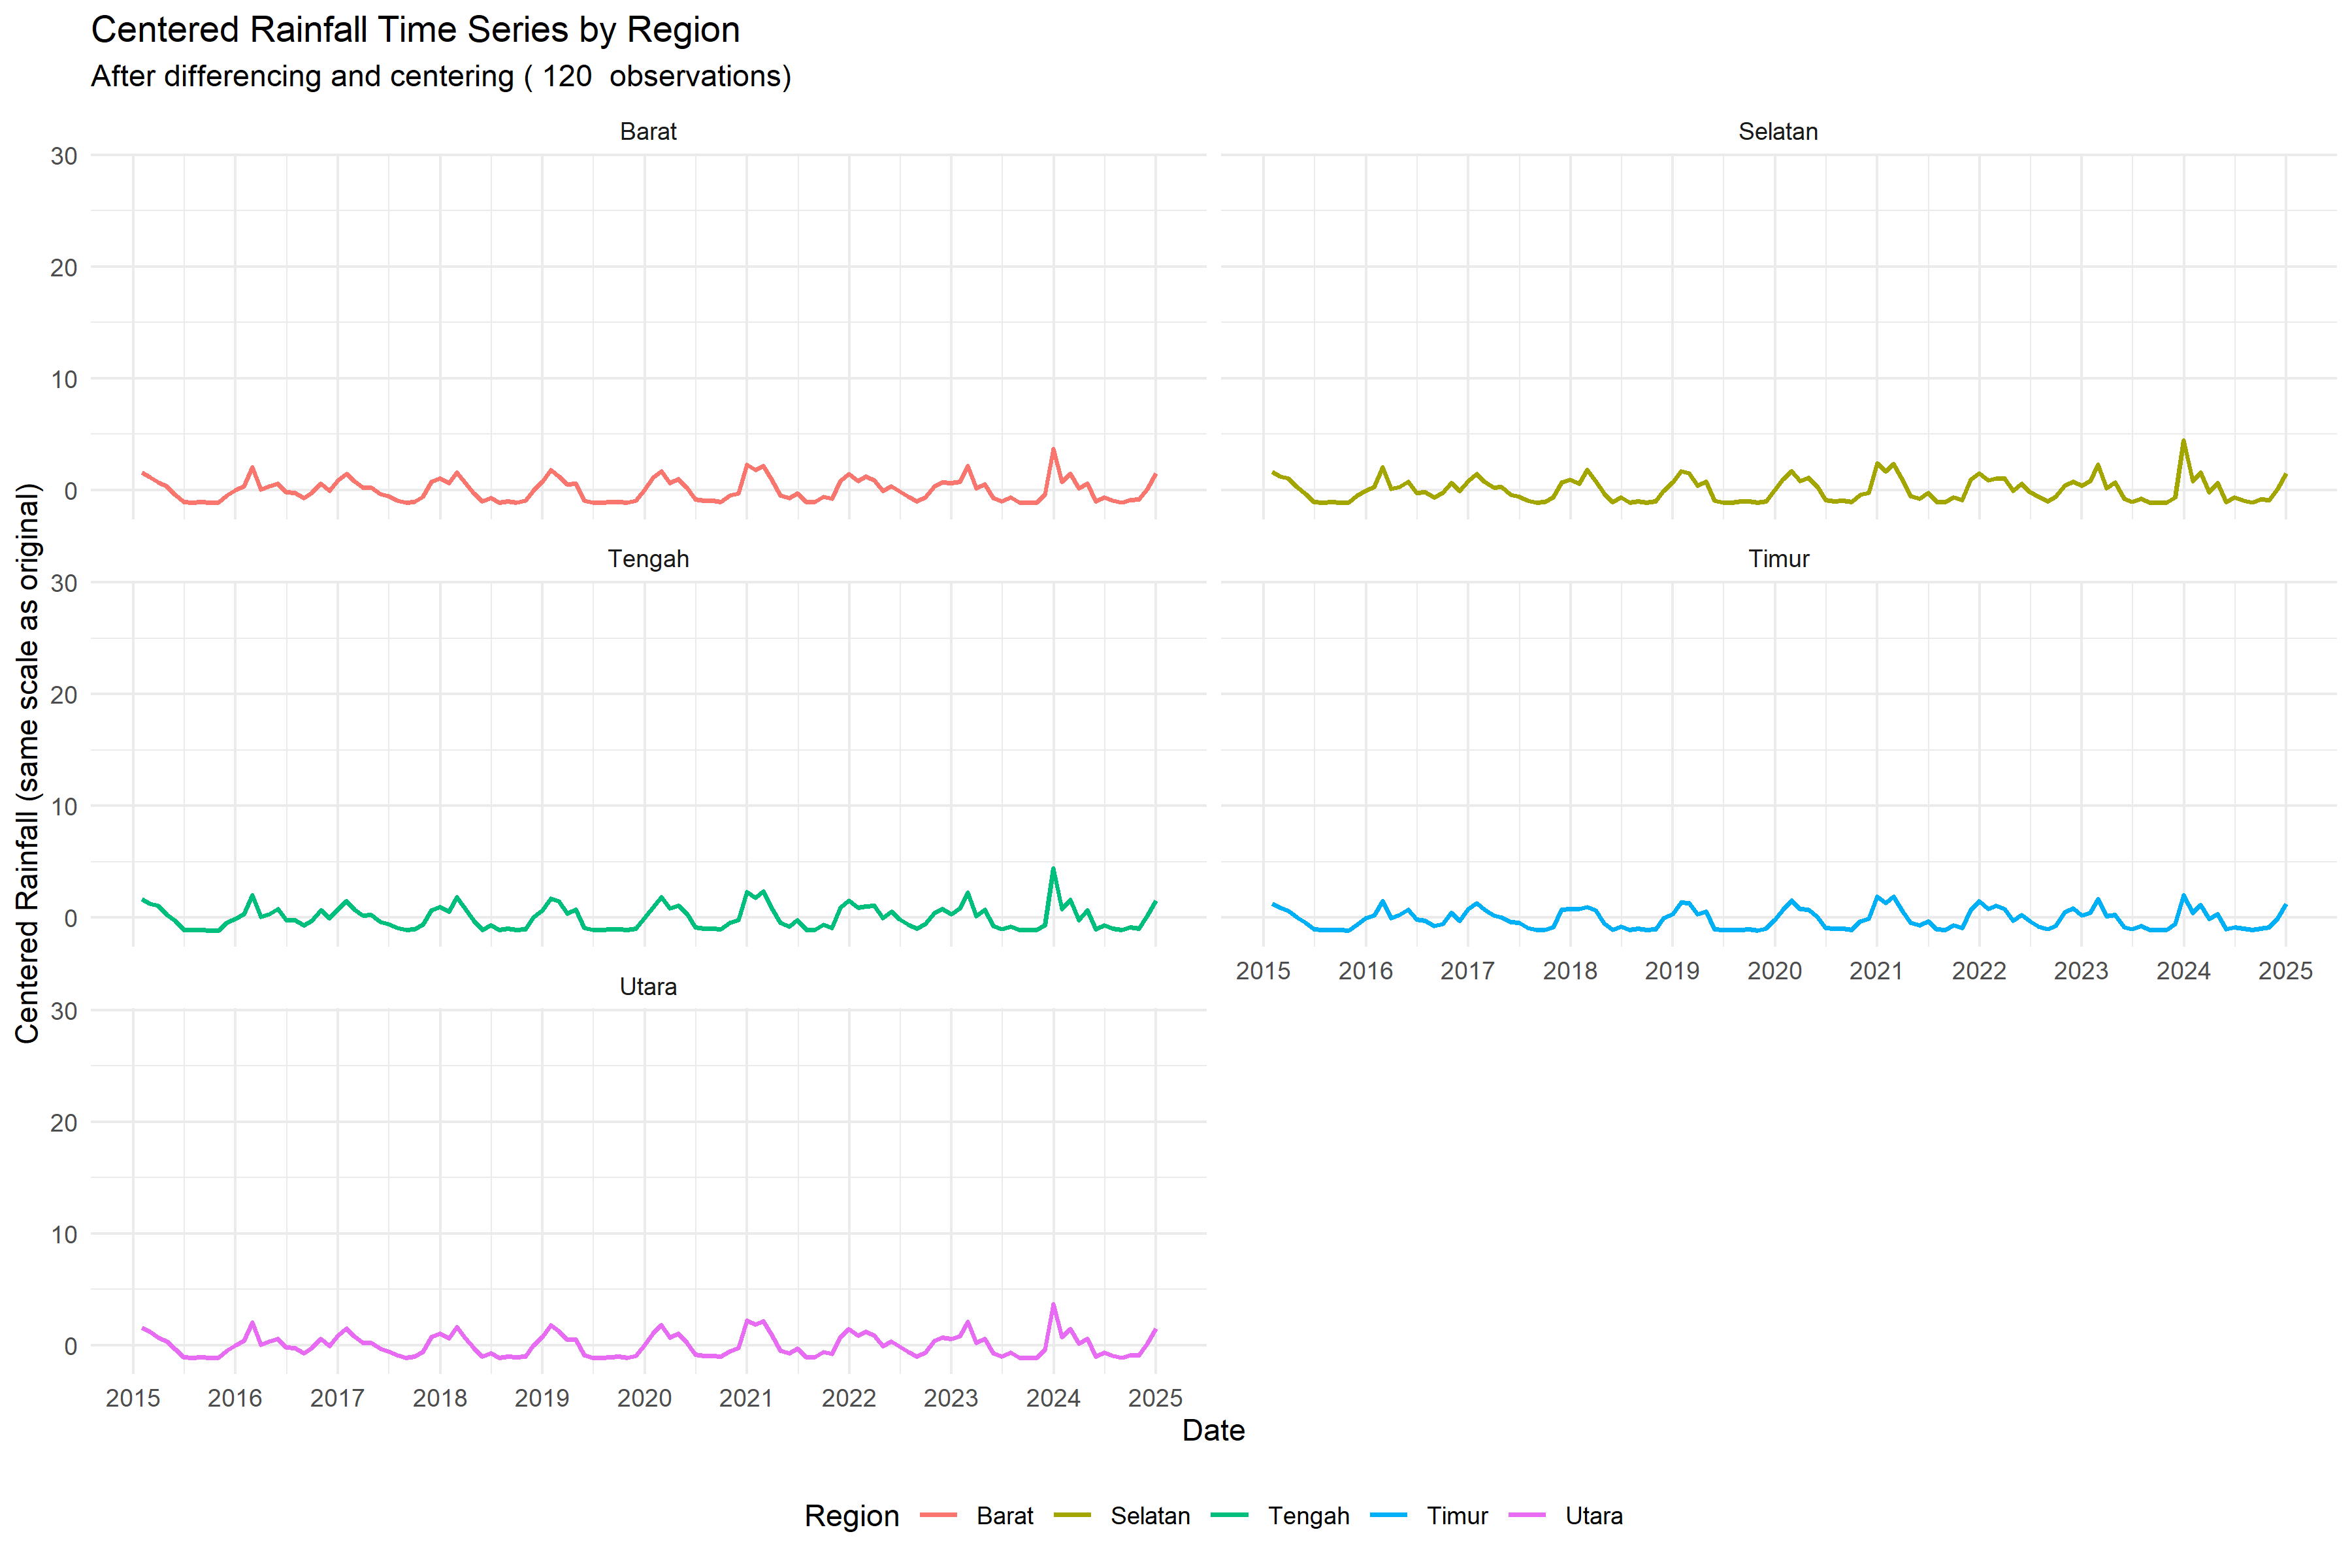 Centered Rainfall Time Series by Region
After differencing and centering ( 120  observations)
Centered Rainfall (same scale as original)
Barat
Selatan
30
20
10
0
Tengah
Timur
30
20
10
0
2015 2016 2017 2018 2019 2020 2021 2022 2023 2024 2025
Utara
30
20
10
0
2015 2016 2017 2018 2019 2020 2021 2022 2023 2024 2025
Date
Region Barat Selatan Tengah Timur Utara